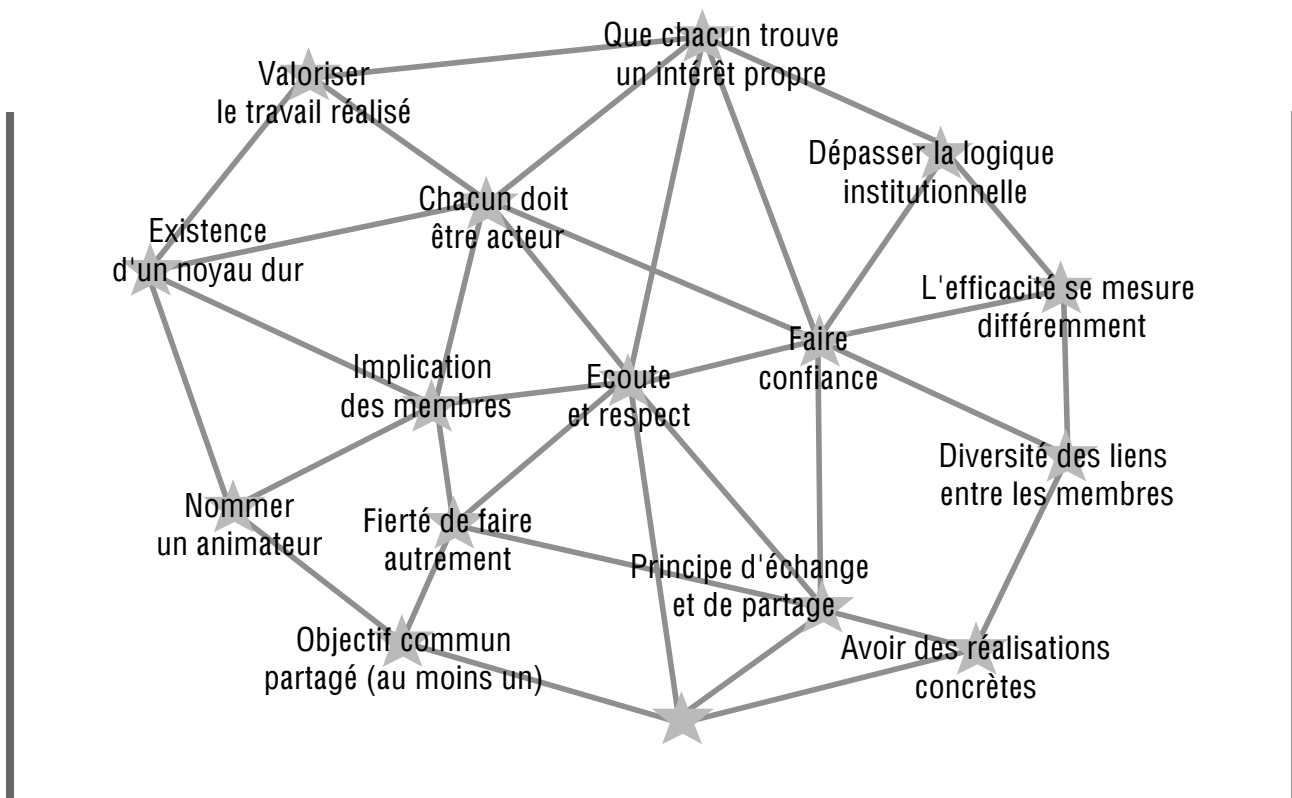 Que chacun trouve
un intérêt propre
Valoriser
le travail réalisé
Dépasser la logique
institutionnelle
Chacun doit
être acteur
Existence
d'un noyau dur
L'efficacité se mesure
différemment
Faire
confiance
Implication
des membres
Ecoute
et respect
Diversité des liens
entre les membres
Nommer
un animateur
Fierté de faire
autrement
Principe d'échange
et de partage
Objectif commun
partagé (au moins un)
Avoir des réalisations
concrètes